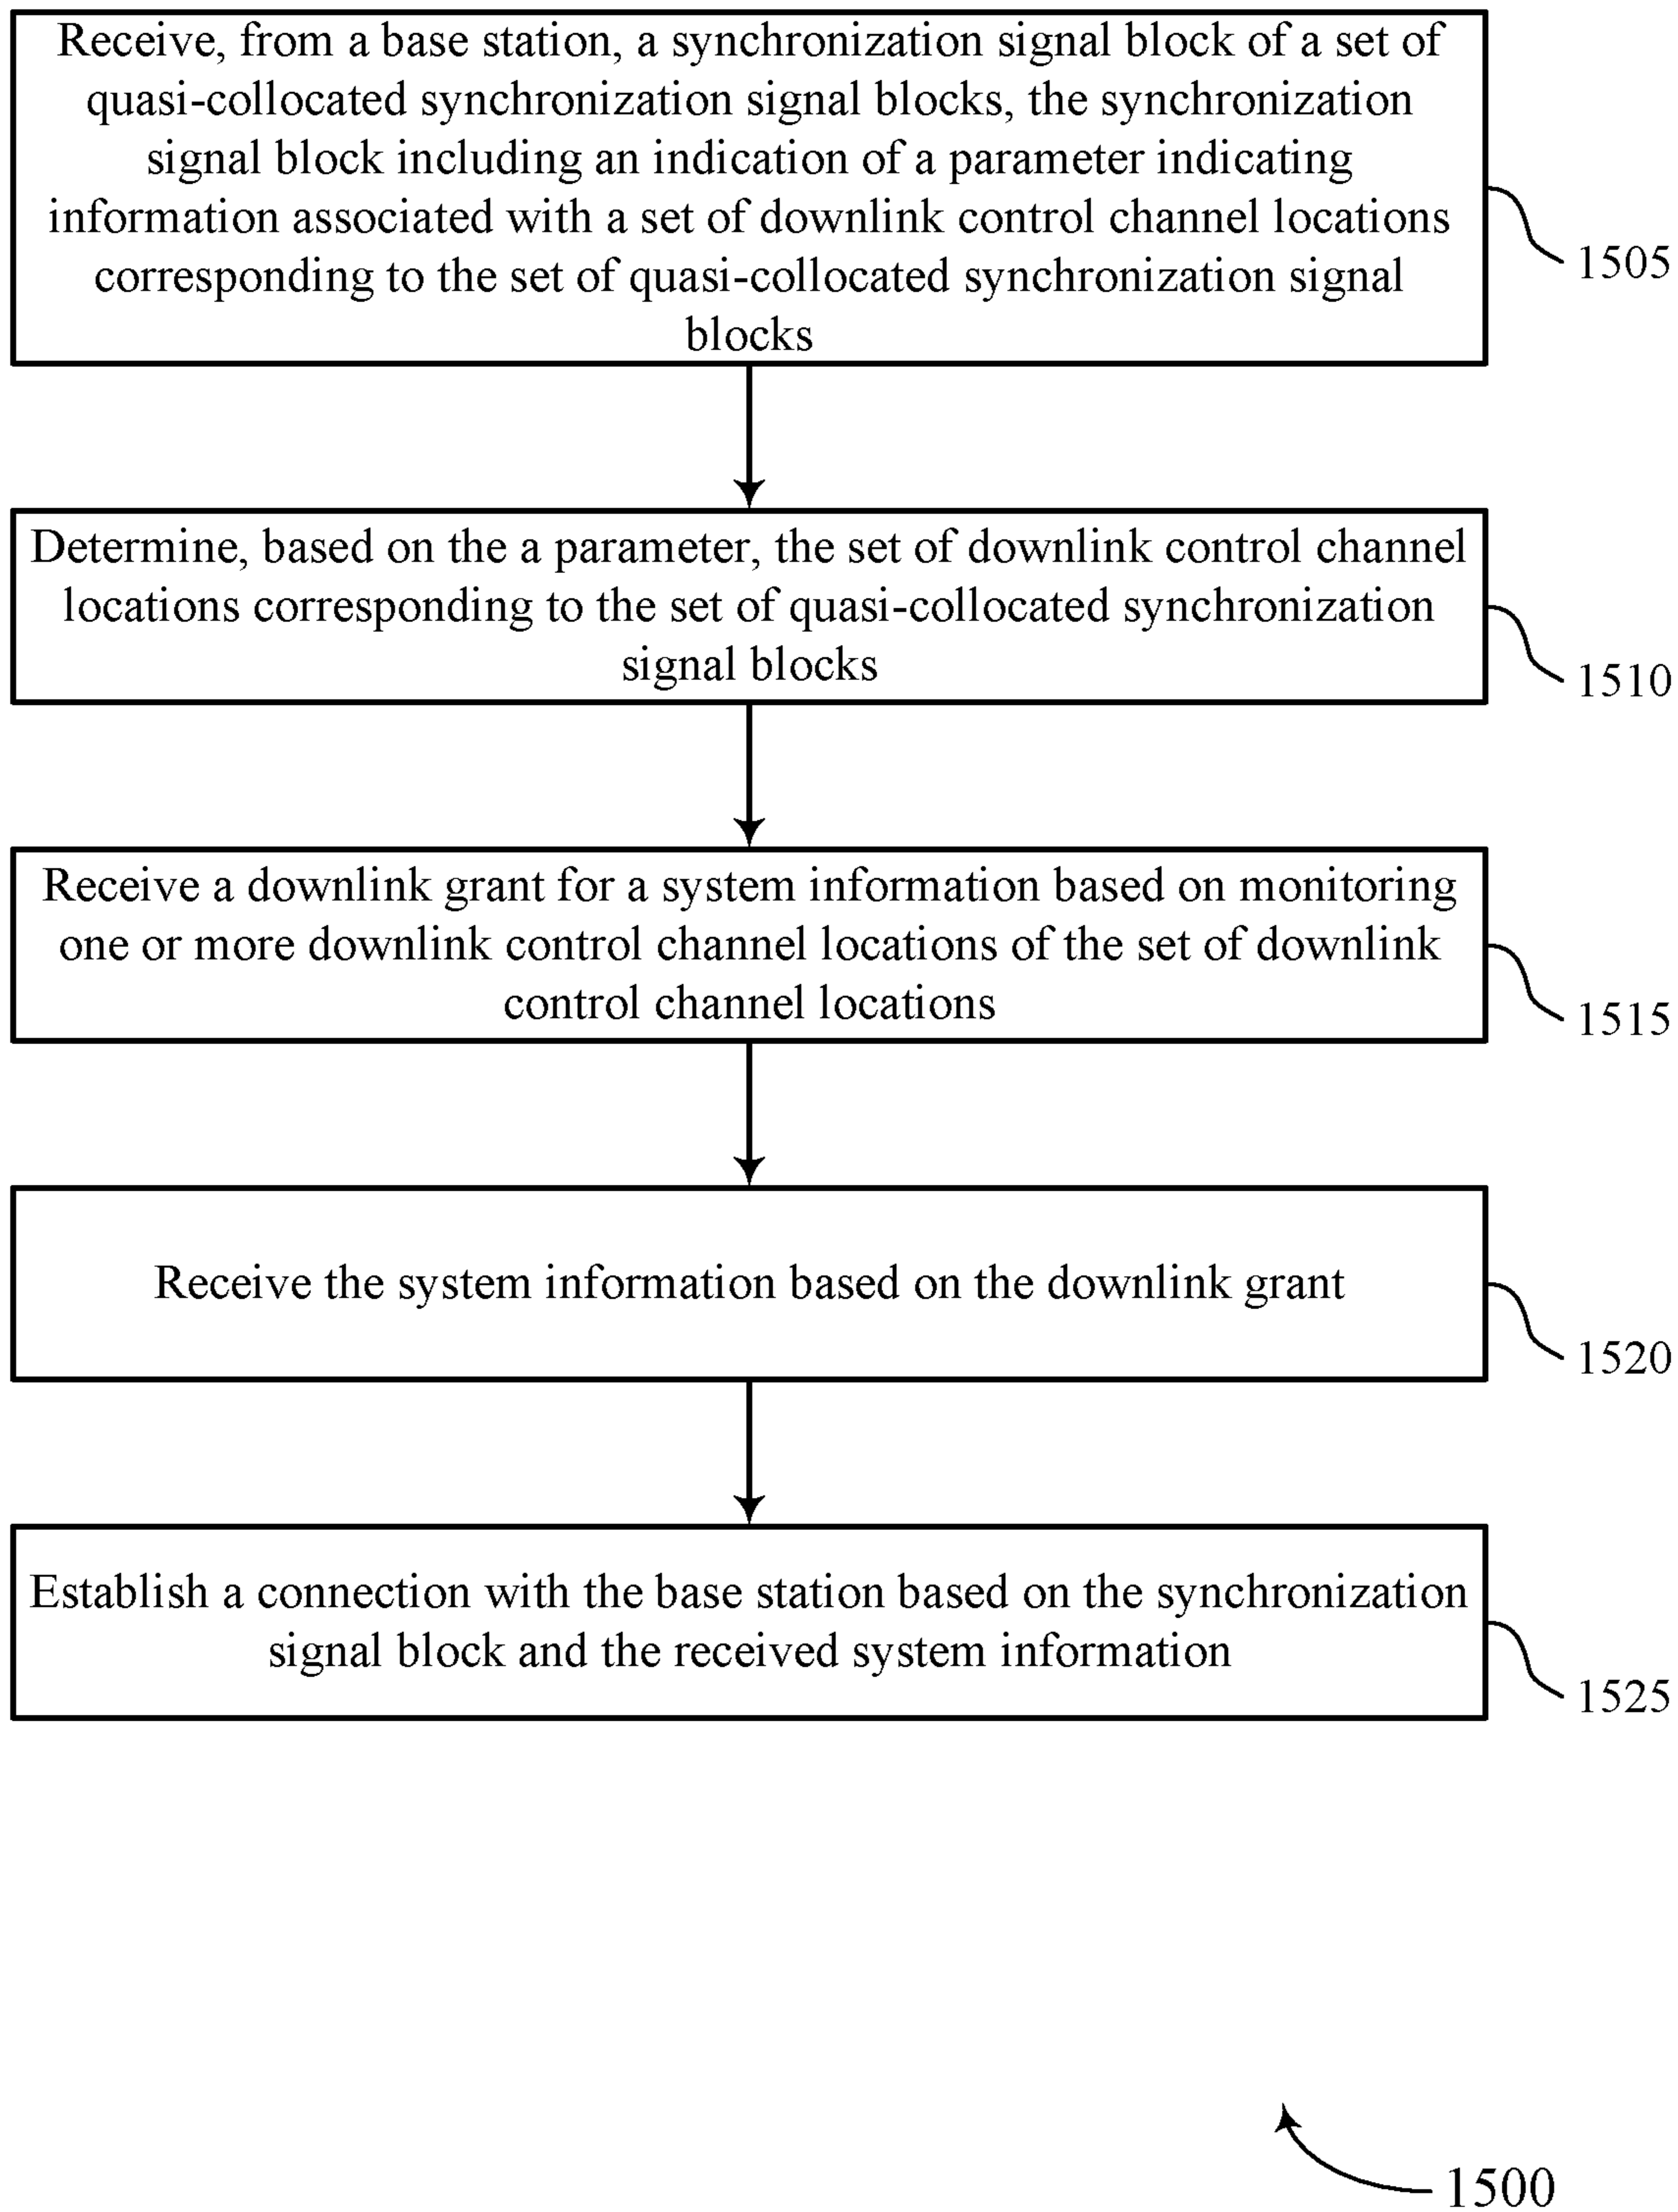 Receive, from a base station, a synchronization signal block of a set of
quasi-collocated synchronization signal blocks, the synchronization
signal block including an indication of a parameter indicating
information associated with a set of downlink control channel locations
corresponding to the set of quasi-collocated synchronization signal
blocks
1505
Determine, based on the a parameter, the set of downlink control channel
locations corresponding to the set of quasi-collocated synchronization
signal blocks
1510
Receive a downlink grant for a system information based on monitoring
one or more downlink control channel locations of the set of downlink
control channel locations
1515
Receive the system information based on the downlink grant
1520
Establish a connection with the base station based on the synchronization
signal block and the received system information
1525
1500